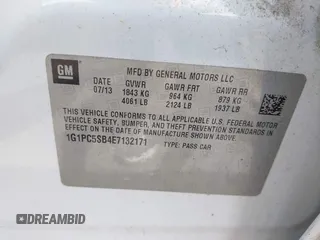 GM
MFD BY GENERAL MOTORS LLC
07/13 GVWR GAWR FRT GAWR RR
1843 KG 964 KG 879 KG
4061 LB 2124 LB 1937 LB
THIS VEHICLE CONFORMS TO ALL APPLICABLE U.S. FEDERAL MOTOR
VEHICLE SAFETY, BUMPER, AND THEFT PREVENTION STANDARDS
IN EFFECT ON THE DATE OF MANUFACTURE SHOWN ABOVE.
1G1PC5SB4E7132171 TYPE: PASS CAR
DREAMBID